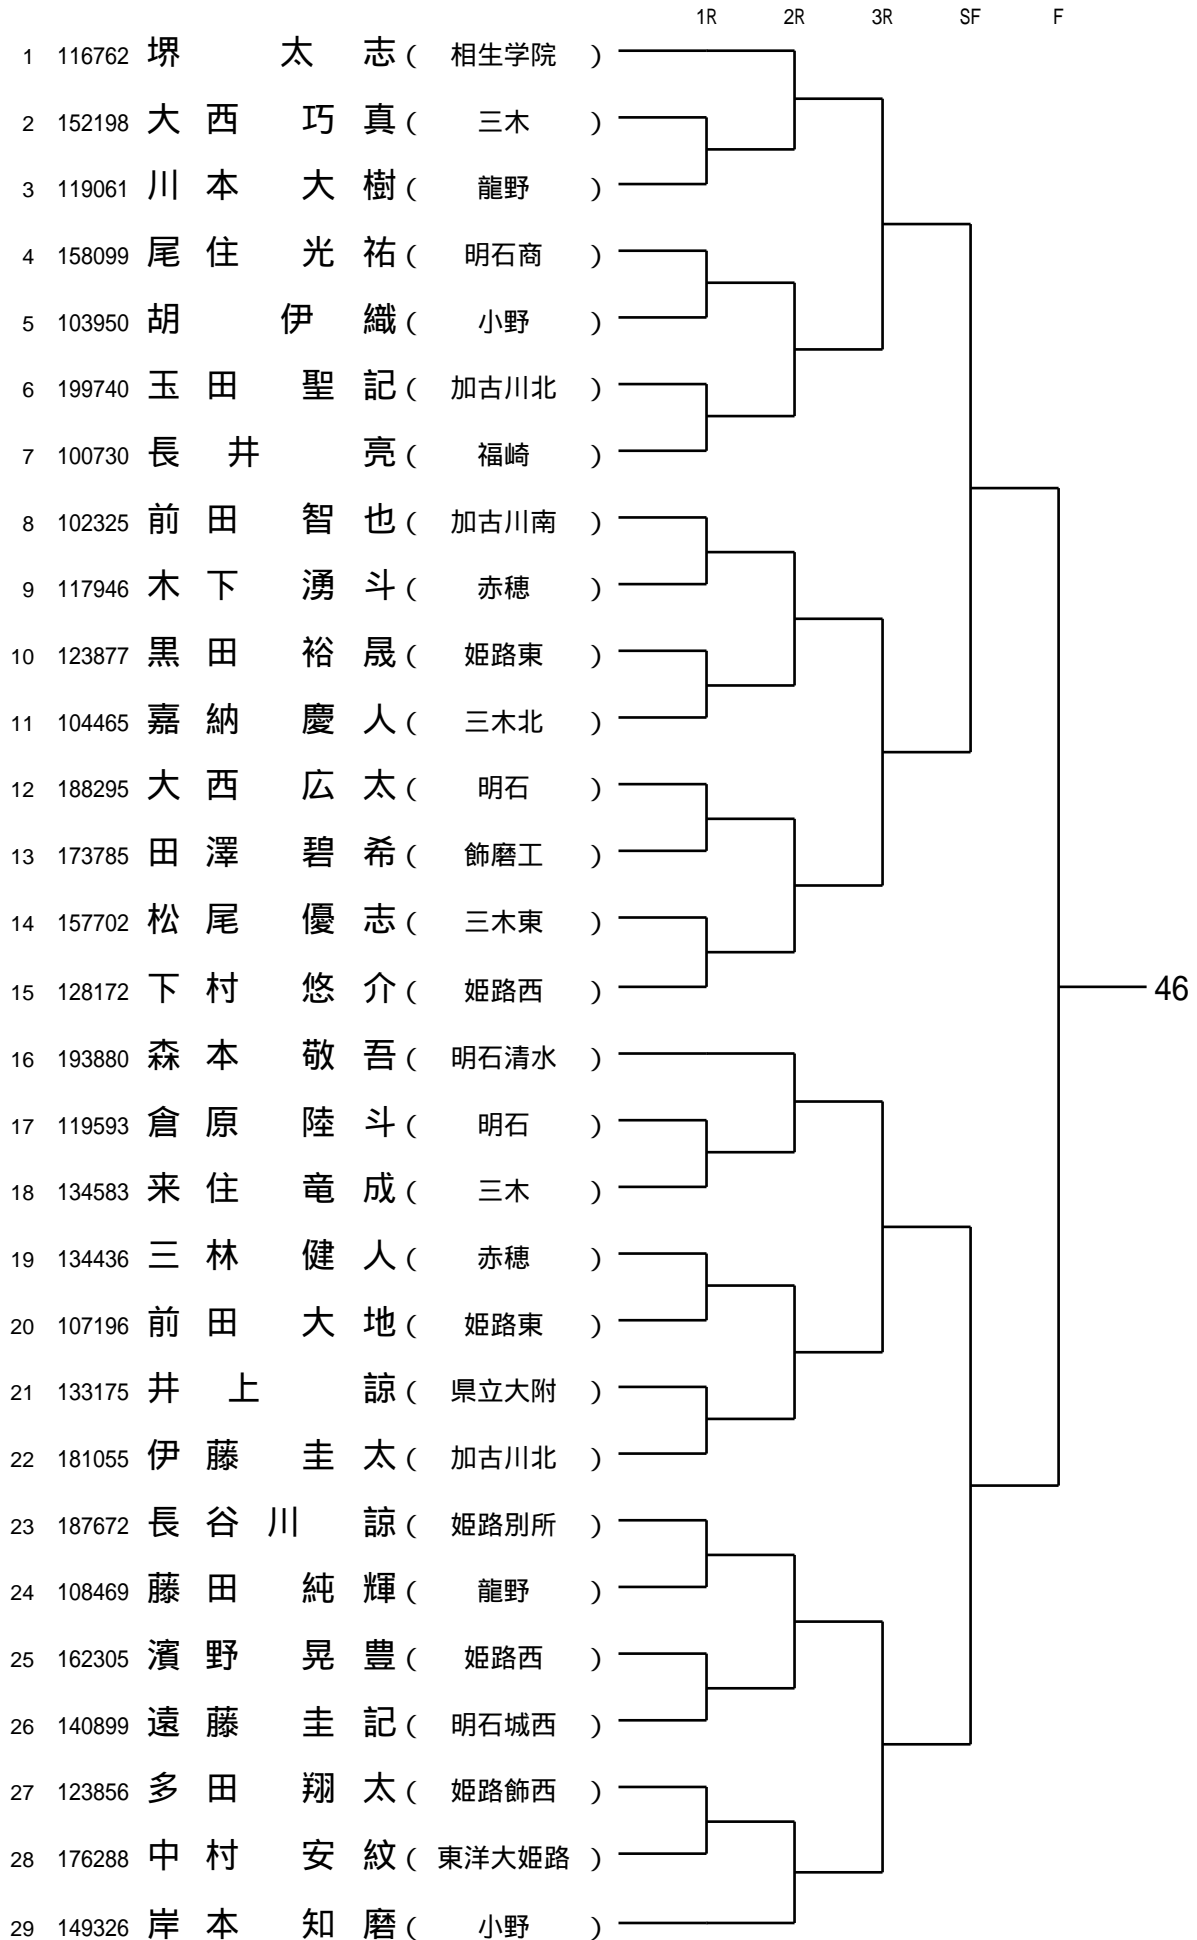 1R 2R 3R SF F
1 116762 堺 太 志 ( 相生学院 )
2 152198 大 西 巧 真 ( 三木 )
3 119061 川 本 大 樹 ( 龍野 )
4 158099 尾 住 光 祐 ( 明石商 )
5 103950 胡 伊 織 ( 小野 )
6 199740 玉 田 聖 記 ( 加古川北 )
7 100730 長 井 亮 ( 福崎 )
8 102325 前 田 智 也 ( 加古川南 )
9 117946 木 下 湧 斗 ( 赤穂 )
10 123877 黒 田 裕 晟 ( 姫路東 )
11 104465 嘉 納 慶 人 ( 三木北 )
12 188295 大 西 広 太 ( 明石 )
13 173785 田 澤 碧 希 ( 飾磨工 )
14 157702 松 尾 優 志 ( 三木東 )
15 128172 下 村 悠 介 ( 姫路西 )
46
16 193880 森 本 敬 吾 ( 明石清水 )
17 119593 倉 原 陸 斗 ( 明石 )
18 134583 来 住 竜 成 ( 三木 )
19 134436 三 林 健 人 ( 赤穂 )
20 107196 前 田 大 地 ( 姫路東 )
21 133175 井 上 諒 ( 県立大附 )
22 181055 伊 藤 圭 太 ( 加古川北 )
23 187672 長 谷 川 諒 ( 姫路別所 )
24 108469 藤 田 純 輝 ( 龍野 )
25 162305 濱 野 晃 豊 ( 姫路西 )
26 140899 遠 藤 圭 記 ( 明石城西 )
27 123856 多 田 翔 太 ( 姫路飾西 )
28 176288 中 村 安 紋 ( 東洋大姫路 )
29 149326 岸 本 知 磨 ( 小野 )